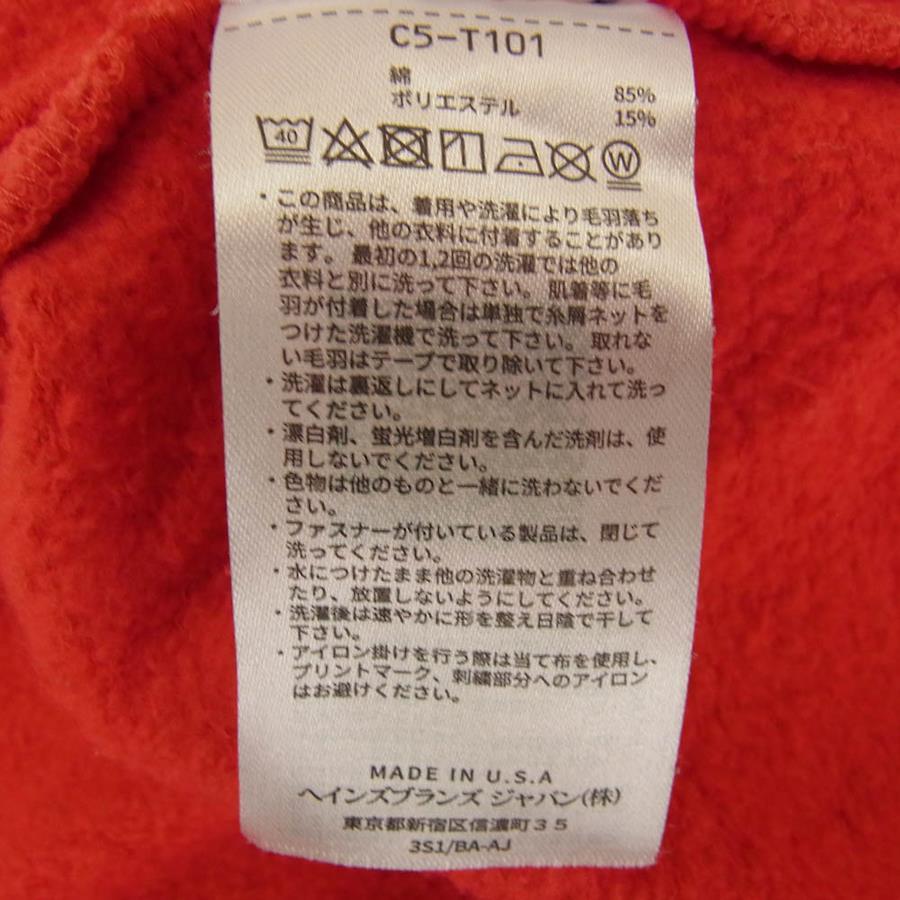 C5-T101
綿 85%
ポリエステル 15%
40 W
・この商品は、着用や洗濯により毛羽落ち
が生じ、他の衣料に付着することがあり
ます。最初の1,2回の洗濯では他の
衣料と別に洗って下さい。肌着等に毛
羽が付着した場合は単独で糸屑ネットを
つけた洗濯機で洗って下さい。取れな
い毛羽はテープで取り除いて下さい。
・洗濯は裏返しにしてネットに入れて洗っ
てください。
・漂白剤、蛍光増白剤を含んだ洗剤は、使
用しないでください。
・色物は他のものと一緒に洗わないでくだ
さい。
・ファスナーが付いている製品は、閉じて
洗ってください。
・水につけたまま他の洗濯物と重ね合わせ
たり、放置しないようにしてください。
・洗濯後は速やかに形を整え日陰で干して
下さい。
・アイロン掛けを行う際は当て布を使用し、
プリントマーク、刺繍部分へのアイロン
はお避けください。
MADE IN U.S.A
ヘインズブランズ ジャパン(株)
東京都新宿区信濃町35
3S1/BA-AJ